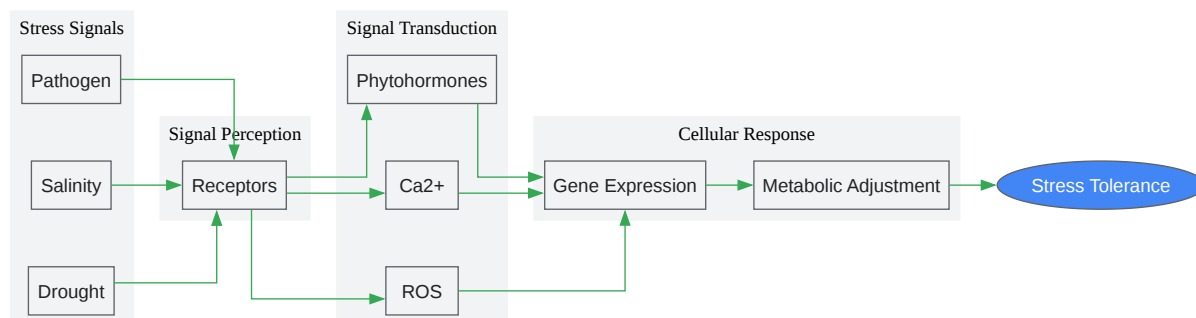 Stress Signals
Pathogen
Salinity
Drought
Signal Perception
Receptors
Signal Transduction
Phytohormones
Ca2+
ROS
Cellular Response
Gene Expression
Metabolic Adjustment
Stress Tolerance